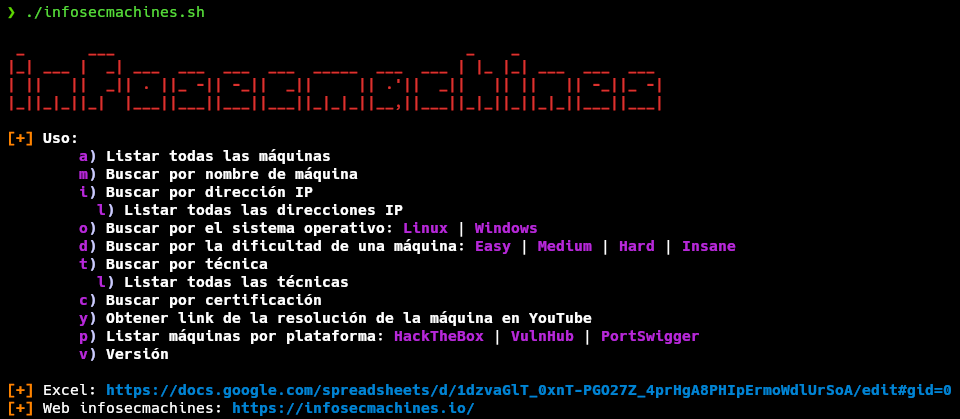 ❯ ./infosecmachines.sh
infosecmachines
[+] Uso:
a) Listar todas las máquinas
m) Buscar por nombre de máquina
i) Buscar por dirección IP
l) Listar todas las direcciones IP
o) Buscar por el sistema operativo: Linux | Windows
d) Buscar por la dificultad de una máquina: Easy | Medium | Hard | Insane
t) Buscar por técnica
l) Listar todas las técnicas
c) Buscar por certificación
y) Obtener link de la resolución de la máquina en YouTube
p) Listar máquinas por plataforma: HackTheBox | VulnHub | PortSwigger
v) Versión
[+] Excel: https://docs.google.com/spreadsheets/d/1dzvaGlT_0xnT-PGO27Z_4prHgA8PHIpErmoWdlUrSoA/edit#gid=0
[+] Web infosecmachines: https://infosecmachines.io/